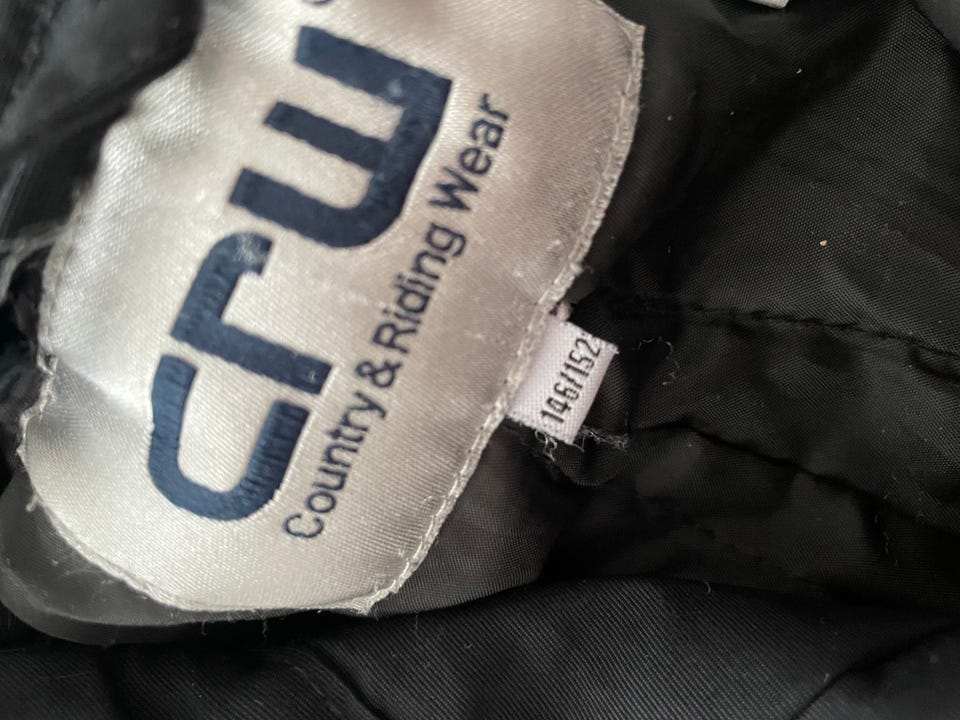 crw
Country & Riding Wear
146/152